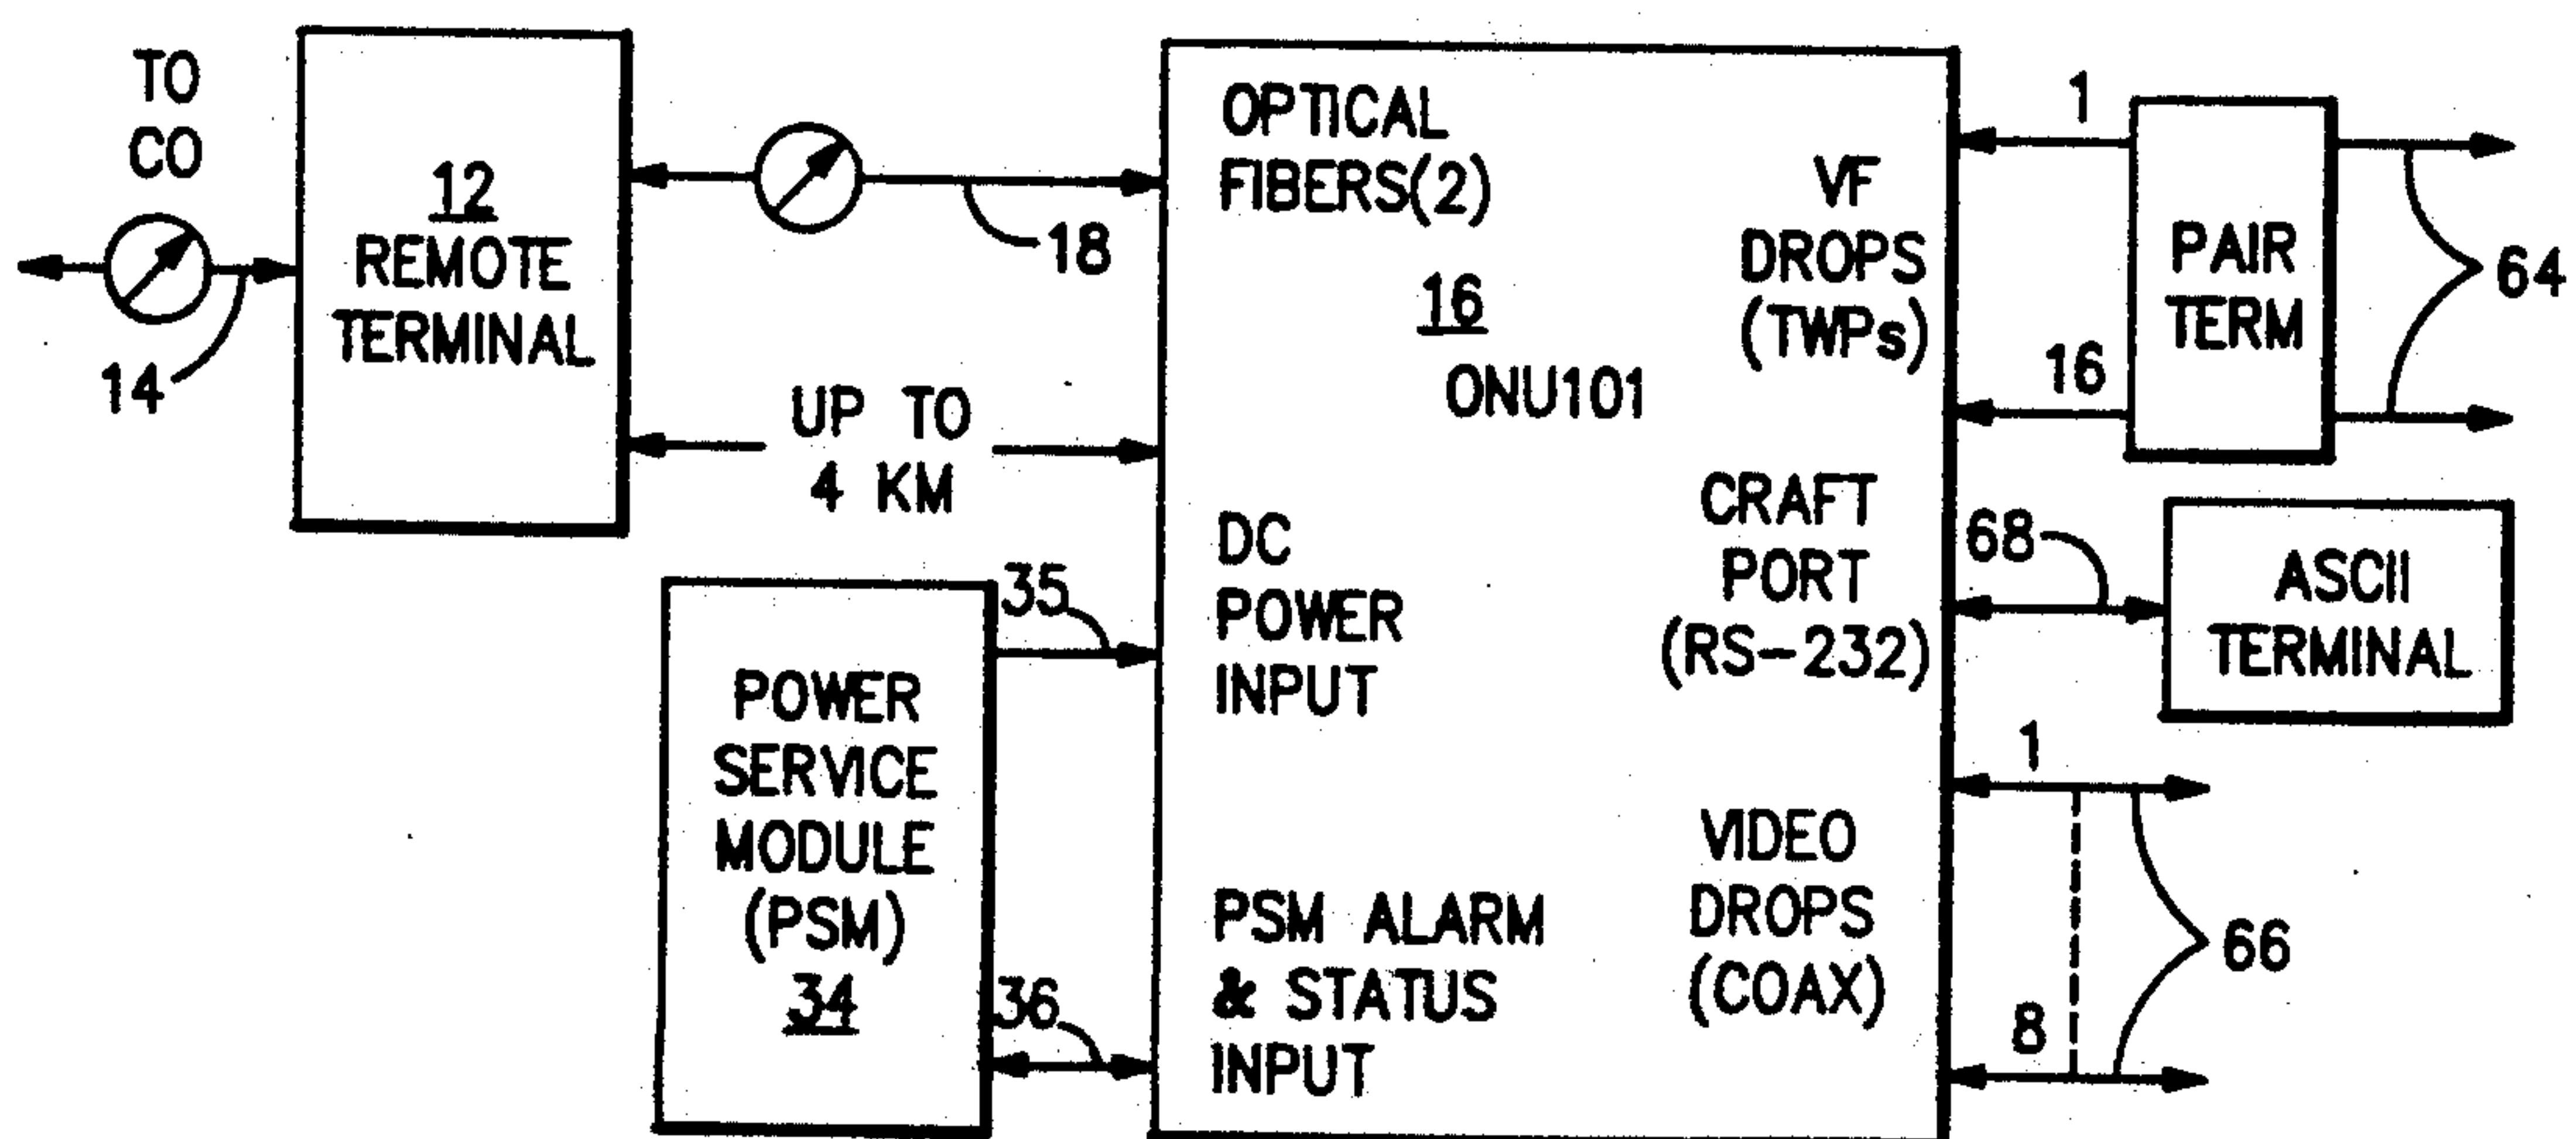 TO
CO
14
12
REMOTE
TERMINAL
18
UP TO
4 KM
POWER
SERVICE
MODULE
(PSM)
34
35
36
OPTICAL
FIBERS(2)
16
ONU101
DC
POWER
INPUT
PSM ALARM
& STATUS
INPUT
VF
DROPS
(TWPs)
CRAFT
PORT
(RS-232)
VIDEO
DROPS
(COAX)
1
16
PAIR
TERM
64
68
ASCII
TERMINAL
1
8
66